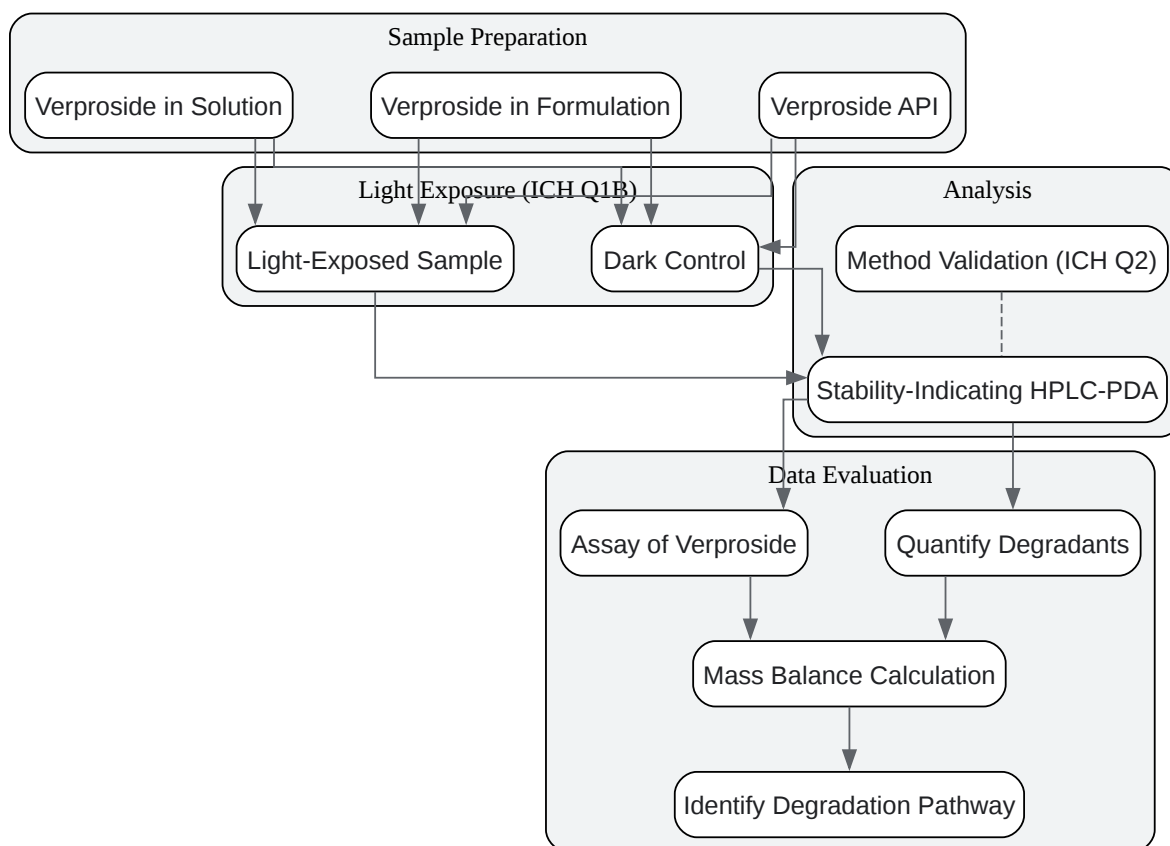 Sample Preparation
Verproside in Solution
Verproside in Formulation
Verproside API
Light Exposure (ICH Q1B)
Analysis
Light-Exposed Sample
Dark Control
Method Validation (ICH Q2)
Stability-Indicating HPLC-PDA
Data Evaluation
Assay of Verproside
Quantify Degradants
Mass Balance Calculation
Identify Degradation Pathway